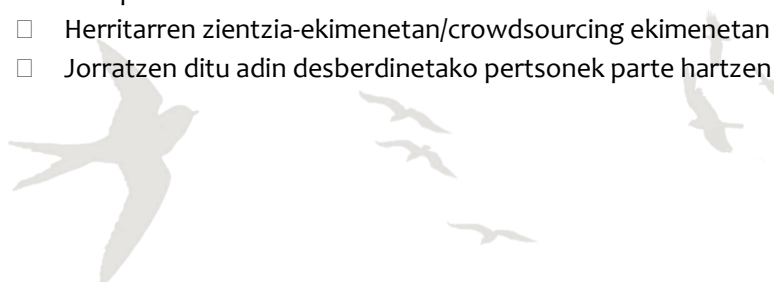 ☐ Herritarren zientzia-ekimenetan/crowdsourcing ekimenetan
☐ Jorratzen ditu adin desberdinetako pertsonek parte hartzen